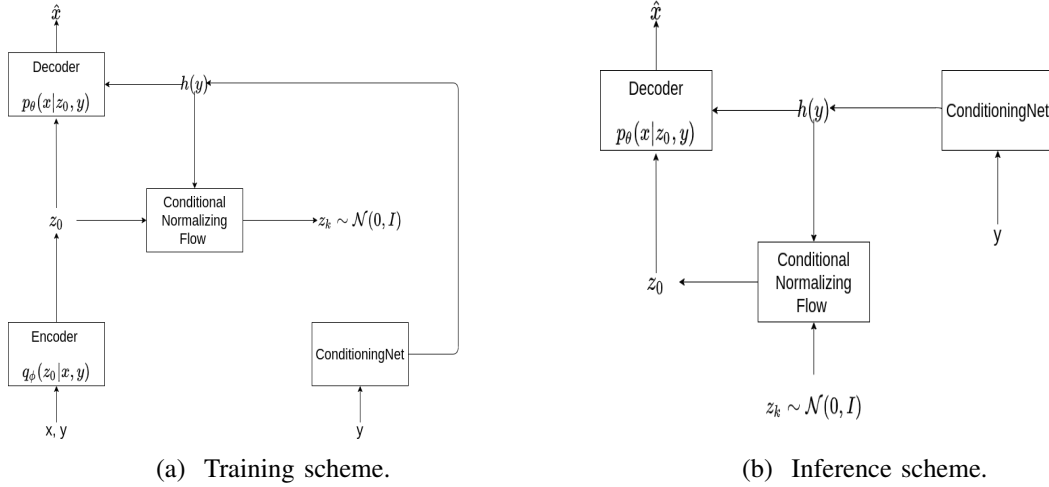 x̂
Decoder
p_θ(x|z_0, y)
h(y)
z_0
Conditional
Normalizing
Flow
z_k ∼ 𝒩(0, I)
Encoder
q_ϕ(z_0|x, y)
ConditioningNet
x, y
y
(a) Training scheme.
x̂
Decoder
p_θ(x|z_0, y)
h(y)
ConditioningNet
y
z_0
Conditional
Normalizing
Flow
z_k ∼ 𝒩(0, I)
(b) Inference scheme.